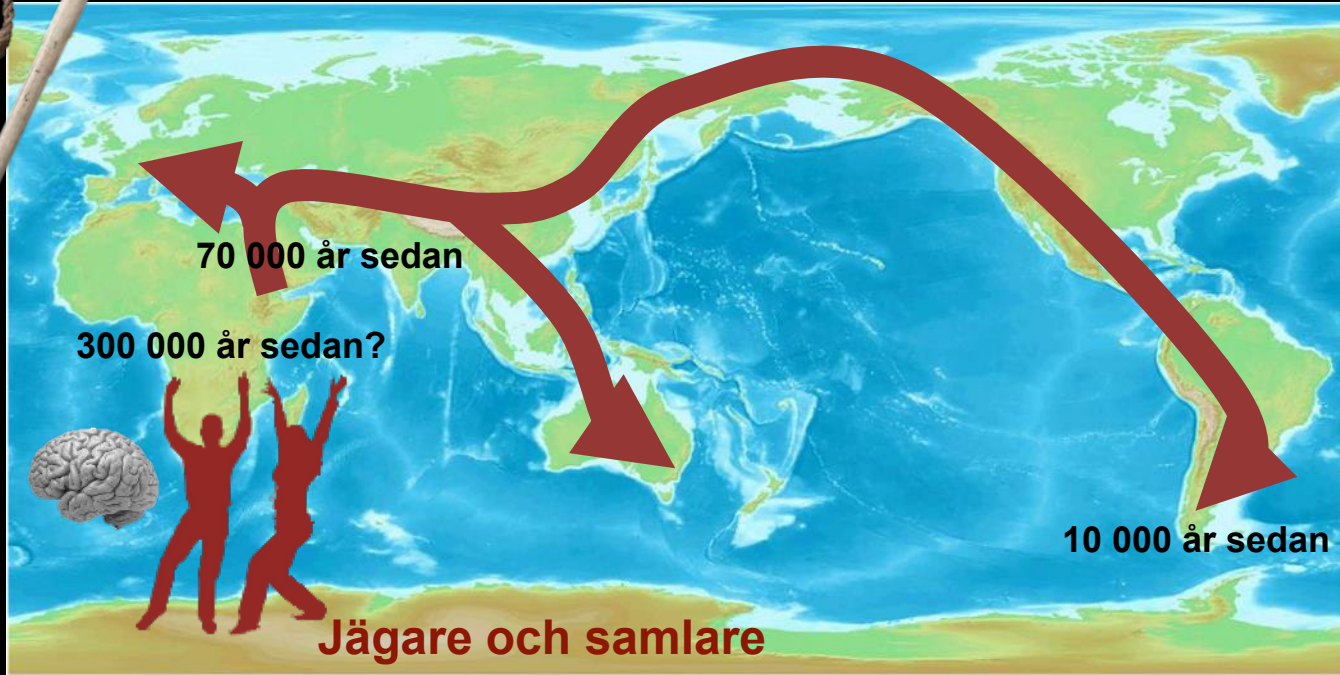 70 000 år sedan
300 000 år sedan?
10 000 år sedan
Jägare och samlare